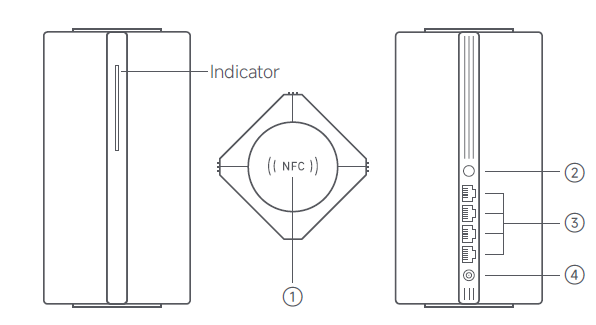 Indicator
((NFC))
①
②
③
④